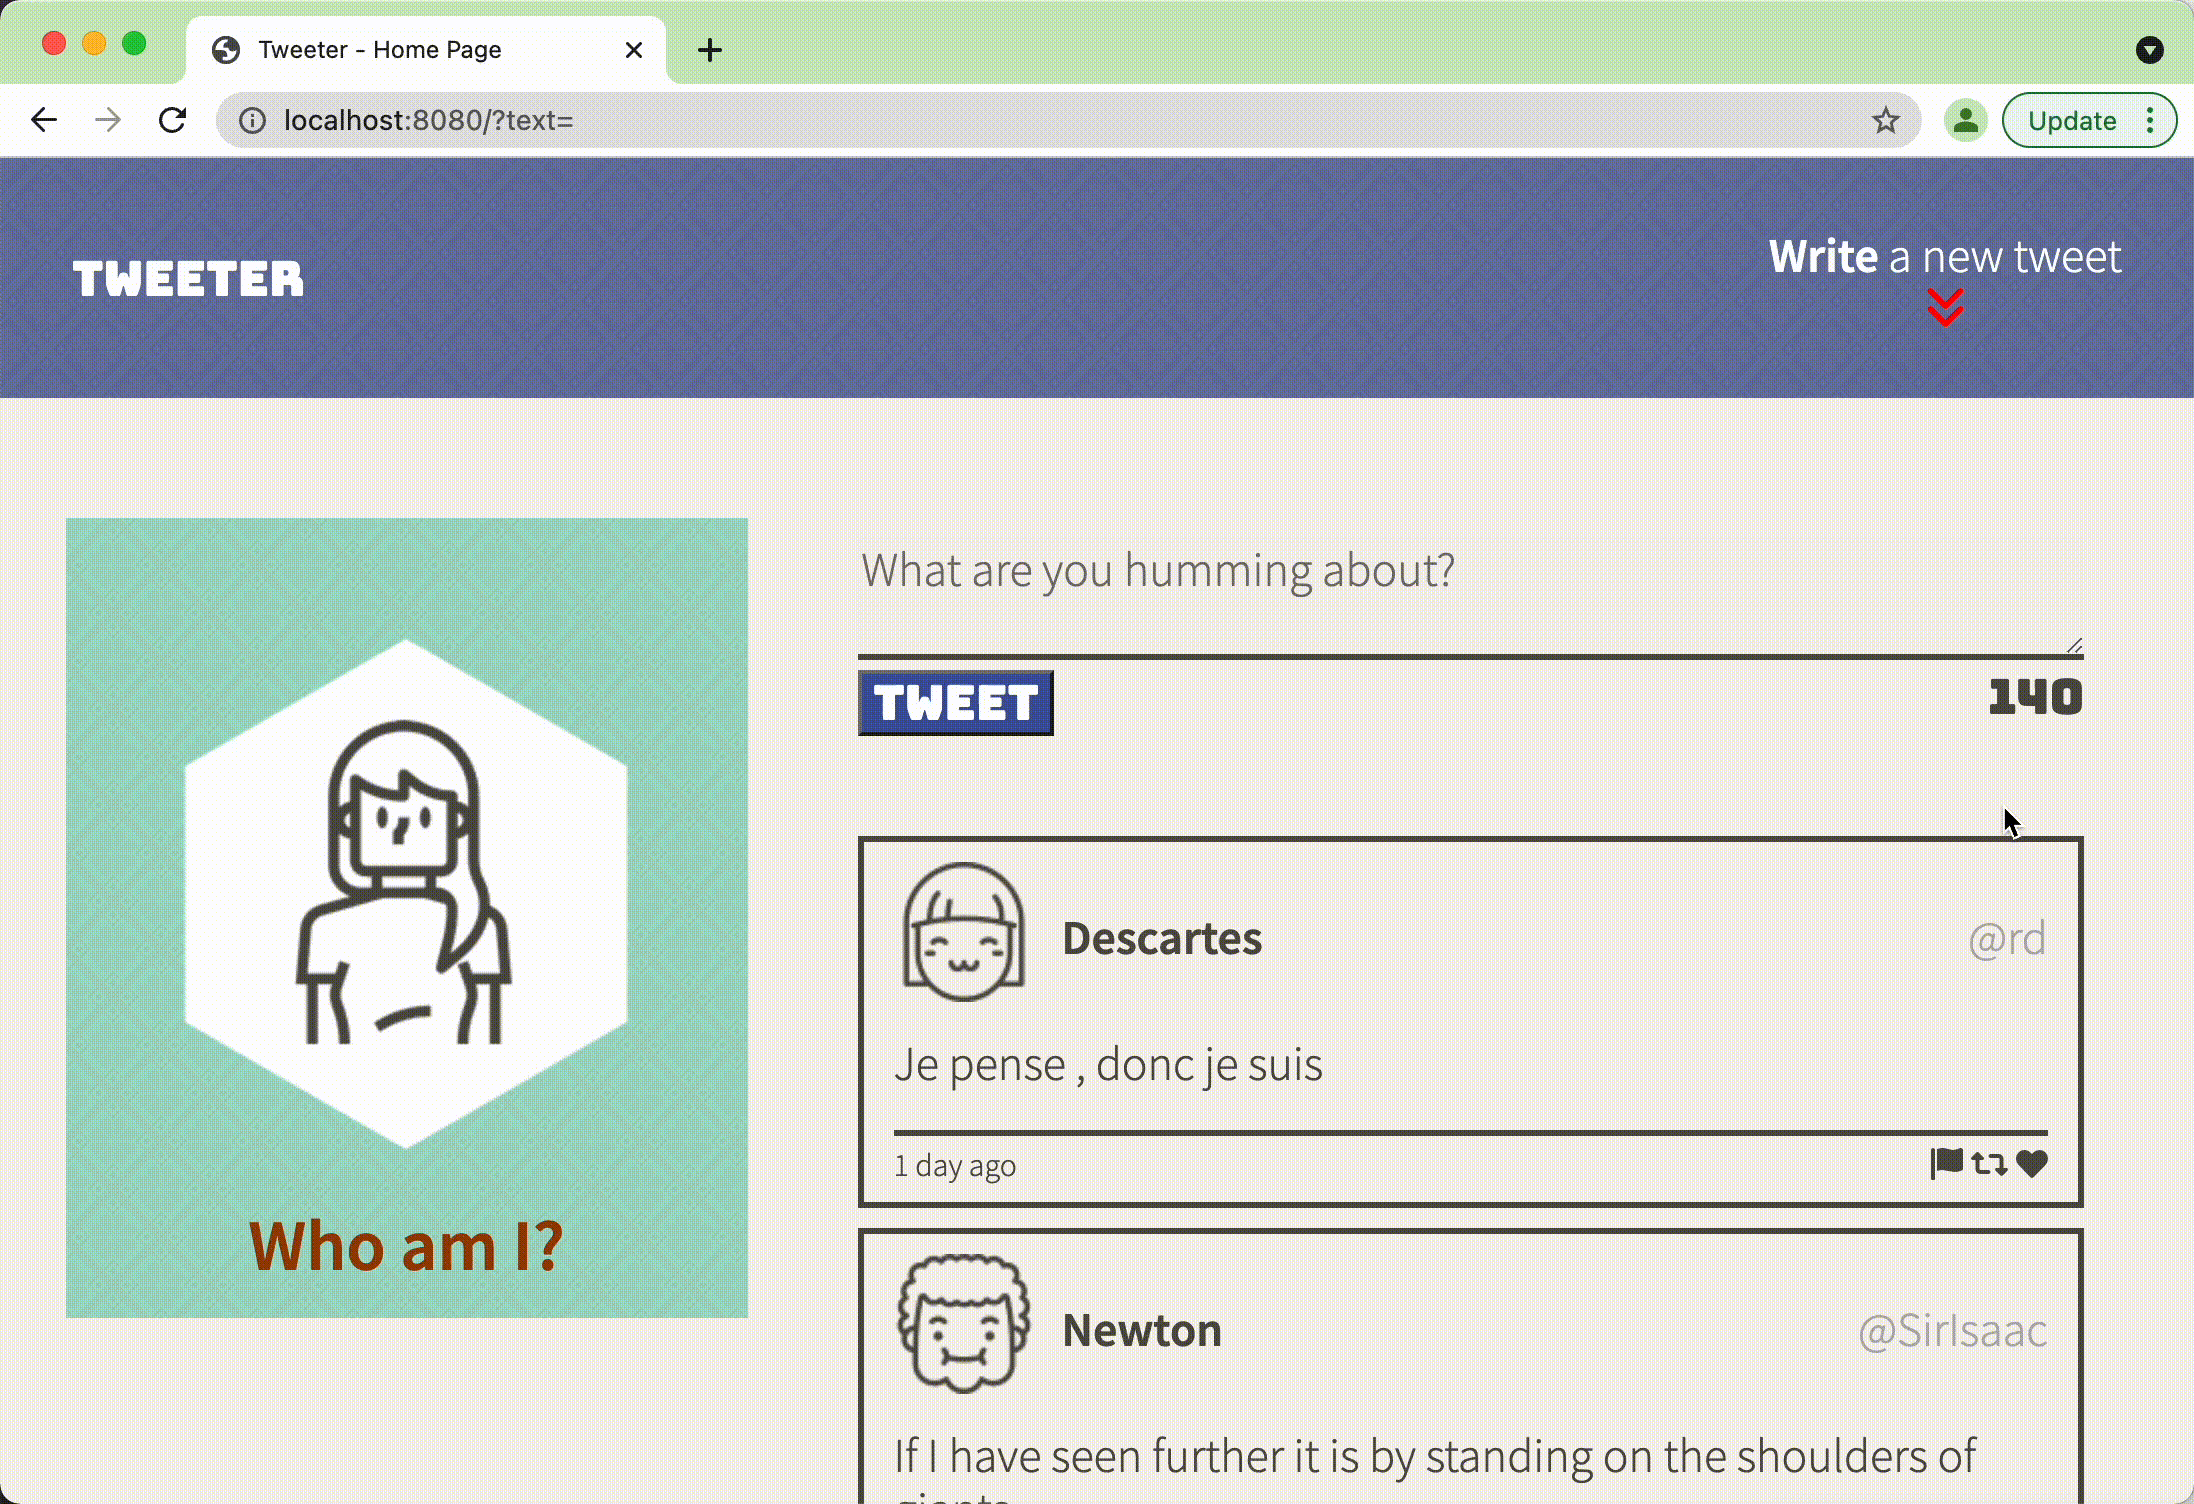 Tweeter - Home Page
localhost:8080/?text=
Update
TWEETER
Write a new tweet
What are you humming about?
TWEET
140
Who am I?
Descartes
@rd
Je pense , donc je suis
1 day ago
Newton
@SirIsaac
If I have seen further it is by standing on the shoulders of